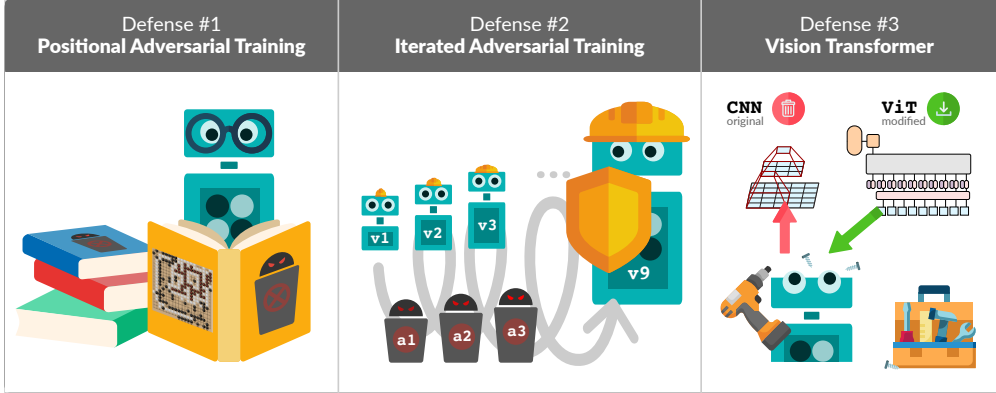 Defense #1
Positional Adversarial Training
Defense #2
Iterated Adversarial Training
v1
v2
v3
v9
a1
a2
a3
Defense #3
Vision Transformer
CNN
original
ViT
modified